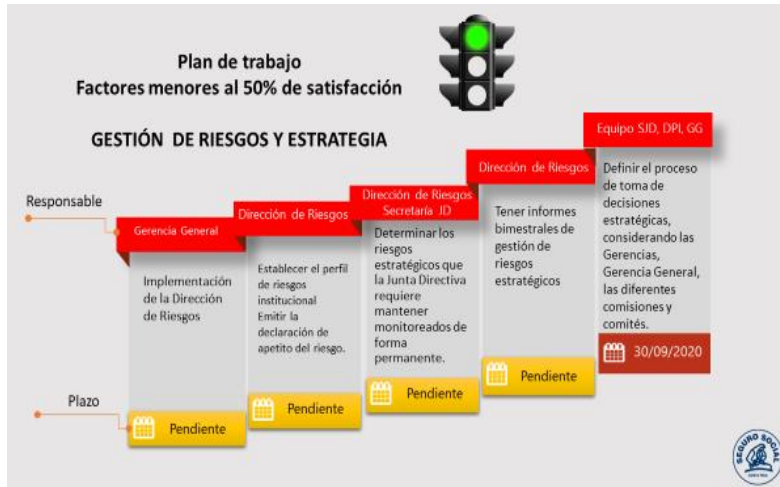 Plan de trabajo
Factores menores al 50% de satisfacción
GESTIÓN DE RIESGOS Y ESTRATEGIA
Responsable
Gerencia General
Implementación
de la Dirección
de Riesgos
Plazo
Pendiente
Dirección de Riesgos
Establecer el perfil
de riesgos
institucional
Emitir la
declaración de
apetito del riesgo.
Pendiente
Dirección de Riesgos
Secretaría JD
Determinar los
riesgos
estratégicos que
la Junta Directiva
requiere
mantener
monitoreados de
forma
permanente.
Pendiente
Dirección de Riesgos
Tener informes
bimestrales de
gestión de
riesgos
estratégicos
Pendiente
Equipo SJD, DPI, GG
Definir el proceso
de toma de
decisiones
estratégicas,
considerando las
Gerencias,
Gerencia General,
las diferentes
comisiones y
comités.
30/09/2020
SEGURO SOCIAL